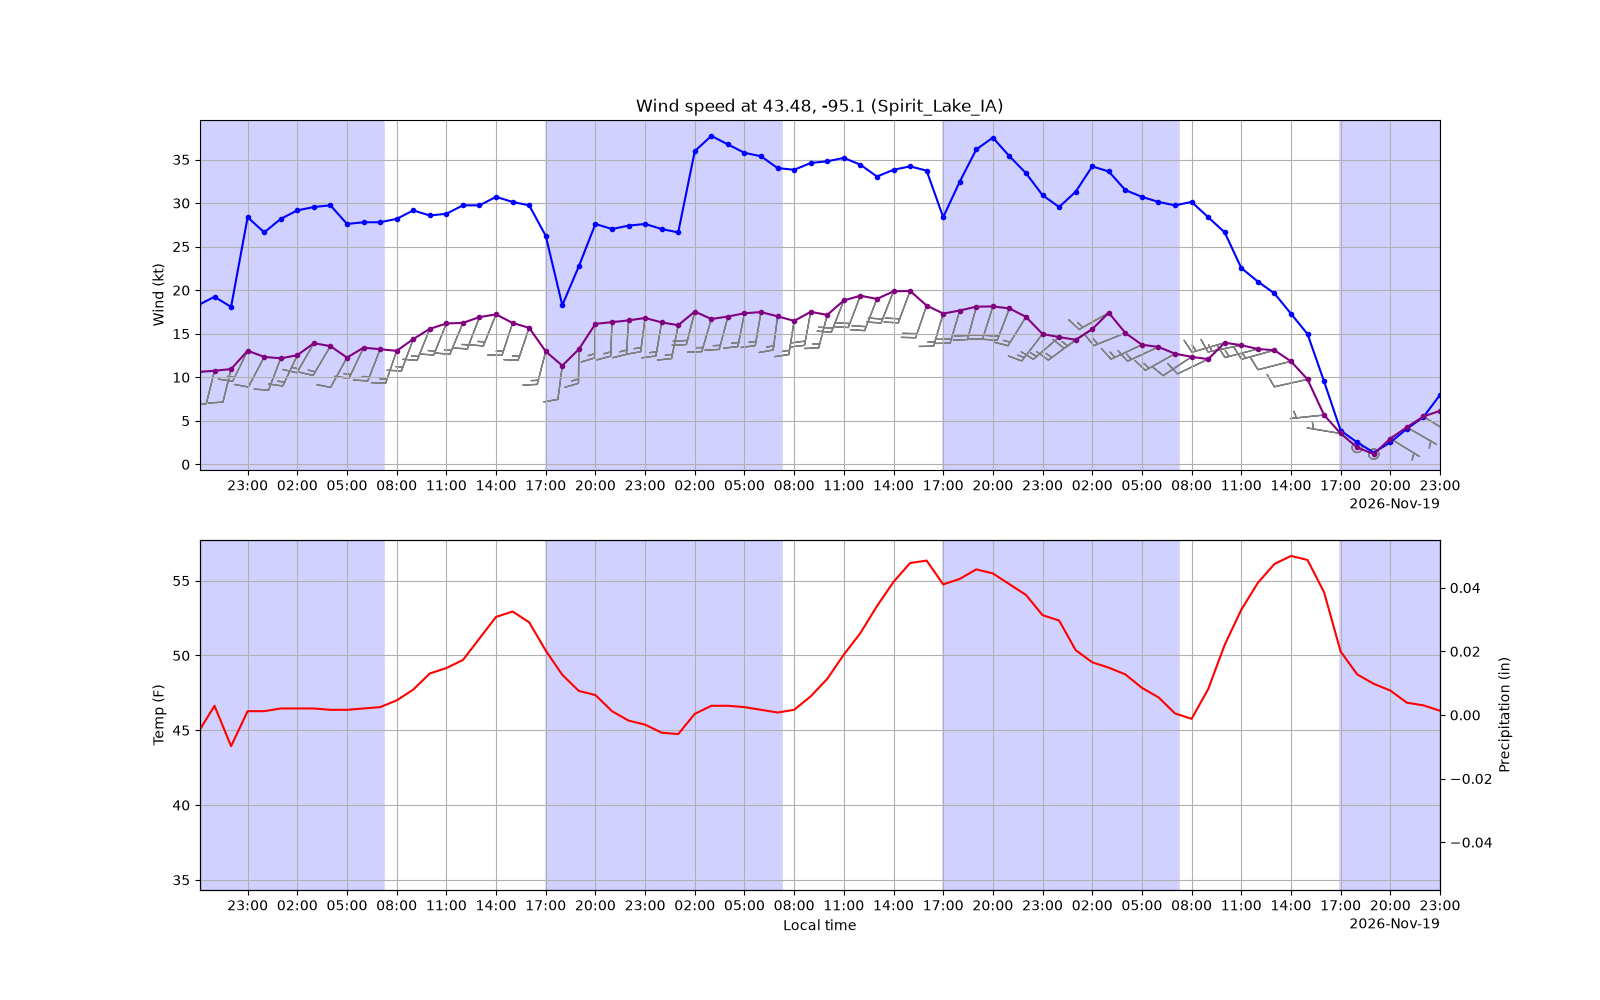 Wind speed at 43.48, -95.1 (Spirit_Lake_IA)
Wind (kt)
35
30
25
20
15
10
5
0
23:00 02:00 05:00 08:00 11:00 14:00 17:00 20:00 23:00 02:00 05:00 08:00 11:00 14:00 17:00 20:00 23:00 02:00 05:00 08:00 11:00 14:00 17:00 20:00 23:00
2026-Nov-19
Temp (F)
55
50
45
40
35
0.04
0.02
0.00
−0.02
−0.04
Precipitation (in)
23:00 02:00 05:00 08:00 11:00 14:00 17:00 20:00 23:00 02:00 05:00 08:00 11:00 14:00 17:00 20:00 23:00 02:00 05:00 08:00 11:00 14:00 17:00 20:00 23:00
Local time
2026-Nov-19